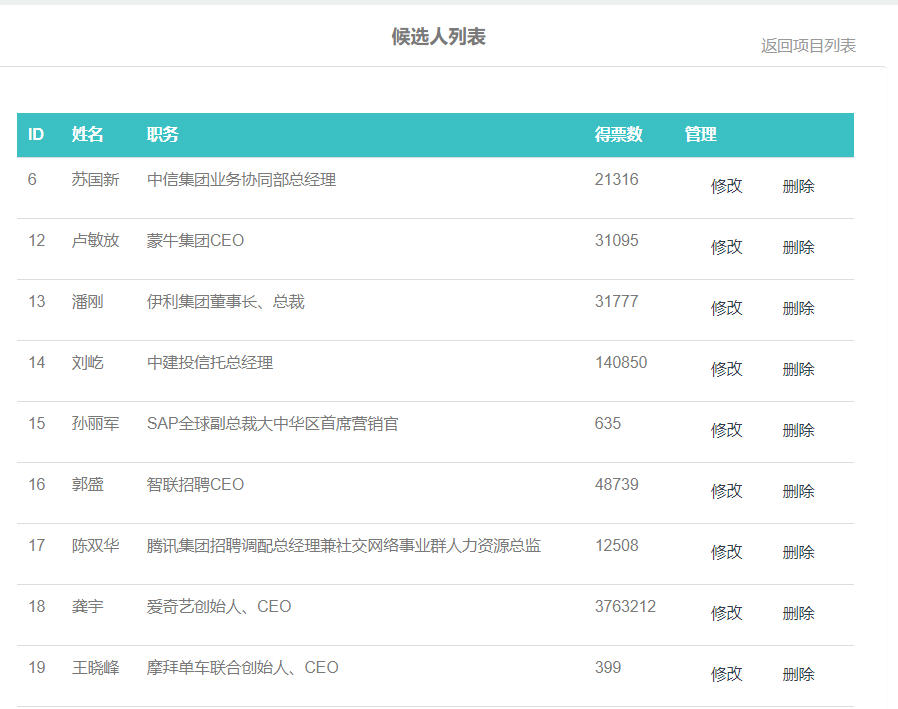 候选人列表
返回项目列表
ID 姓名 职务 得票数 管理
6 苏国新 中信集团业务协同部总经理 21316 修改 删除
12 卢敏放 蒙牛集团CEO 31095 修改 删除
13 潘刚 伊利集团董事长、总裁 31777 修改 删除
14 刘屹 中建投信托总经理 140850 修改 删除
15 孙丽军 SAP全球副总裁大中华区首席营销官 635 修改 删除
16 郭盛 智联招聘CEO 48739 修改 删除
17 陈双华 腾讯集团招聘调配总经理兼社交网络事业群人力资源总监 12508 修改 删除
18 龚宇 爱奇艺创始人、CEO 3763212 修改 删除
19 王晓峰 摩拜单车联合创始人、CEO 399 修改 删除